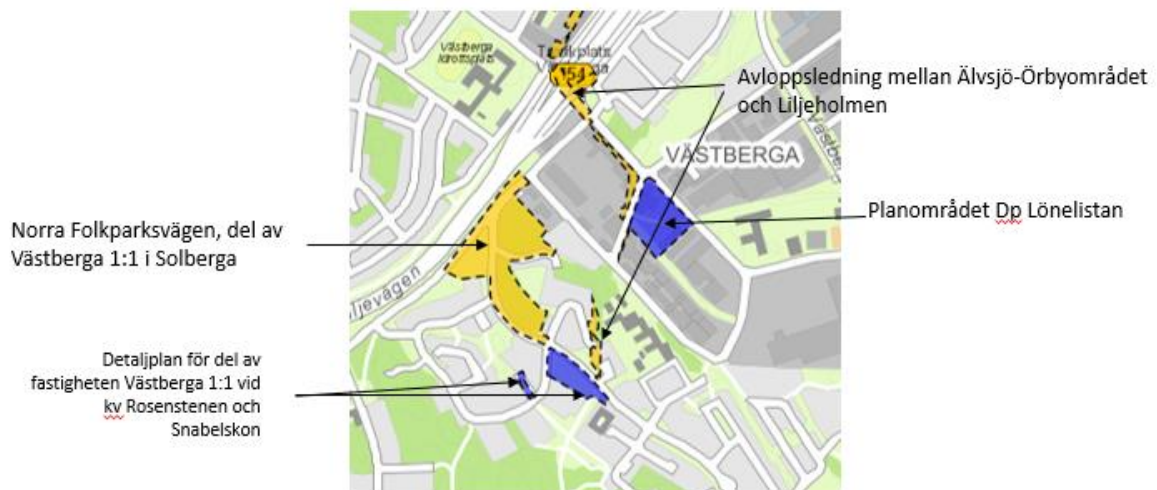 Västberga
Idrottsplats
Avloppsledning mellan Älvsjö-Örbyområdet
och Liljeholmen
VÄSTBERGA
Planområdet Dp Lönelistan
Norra Folkparksvägen, del av
Västberga 1:1 i Solberga
Detaljplan för del av
fastigheten Västberga 1:1 vid
kv Rosenstenen och
Snabelskon